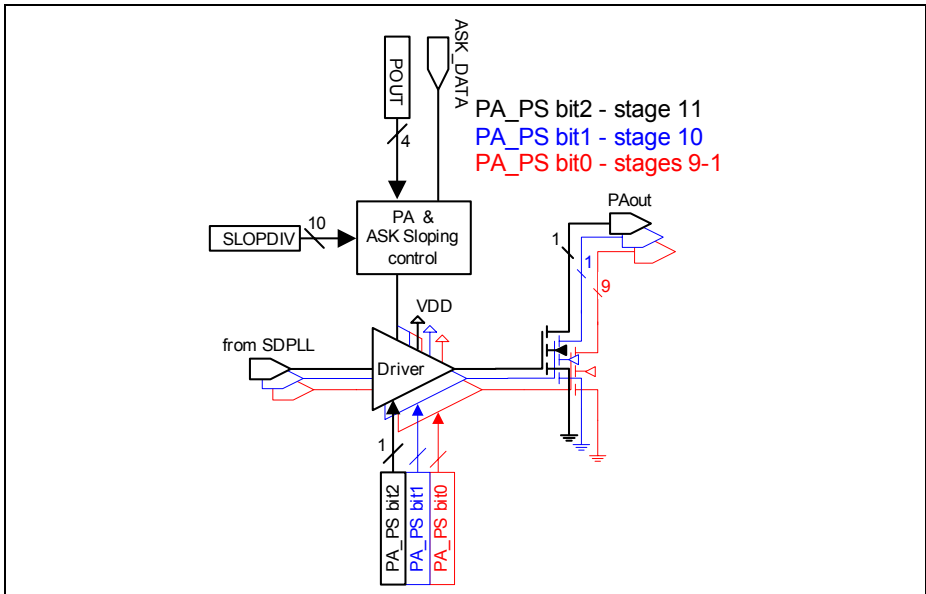 POUT
ASK_DATA
4
PA_PS bit2 - stage 11
PA_PS bit1 - stage 10
PA_PS bit0 - stages 9-1
SLOPDIV
10
PA &
ASK Sloping
control
PAout
1
1
9
VDD
from SDPLL
Driver
1
PA_PS bit2
PA_PS bit1
PA_PS bit0